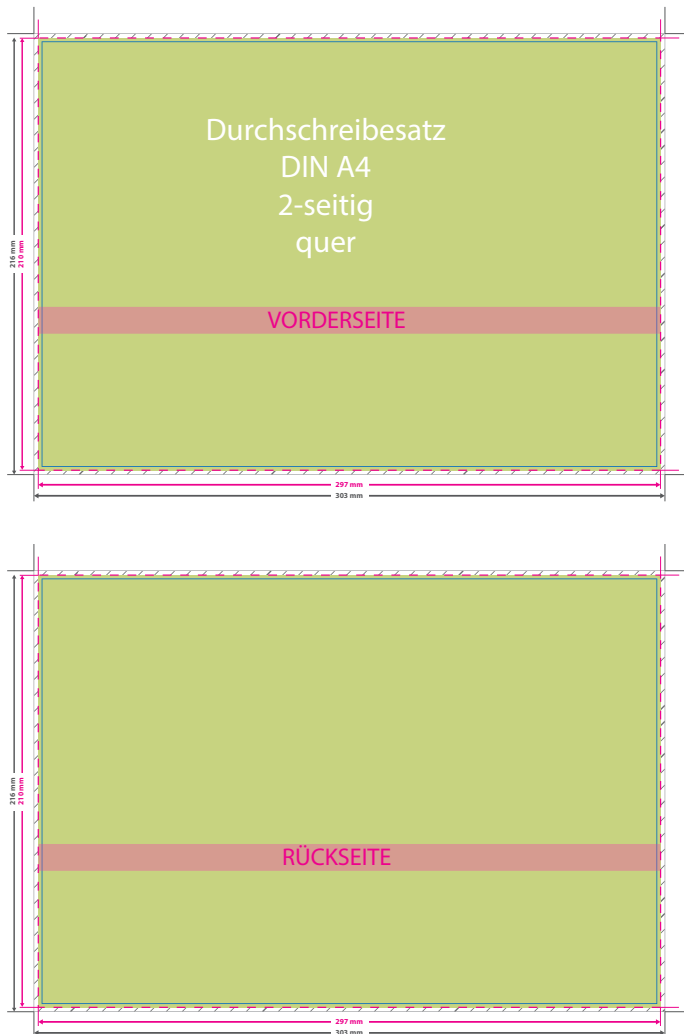 Durchschreibesatz
DIN A4
2-seitig
quer
216 mm
210 mm
VORDERSEITE
297 mm
303 mm
216 mm
210 mm
RÜCKSEITE
297 mm
303 mm